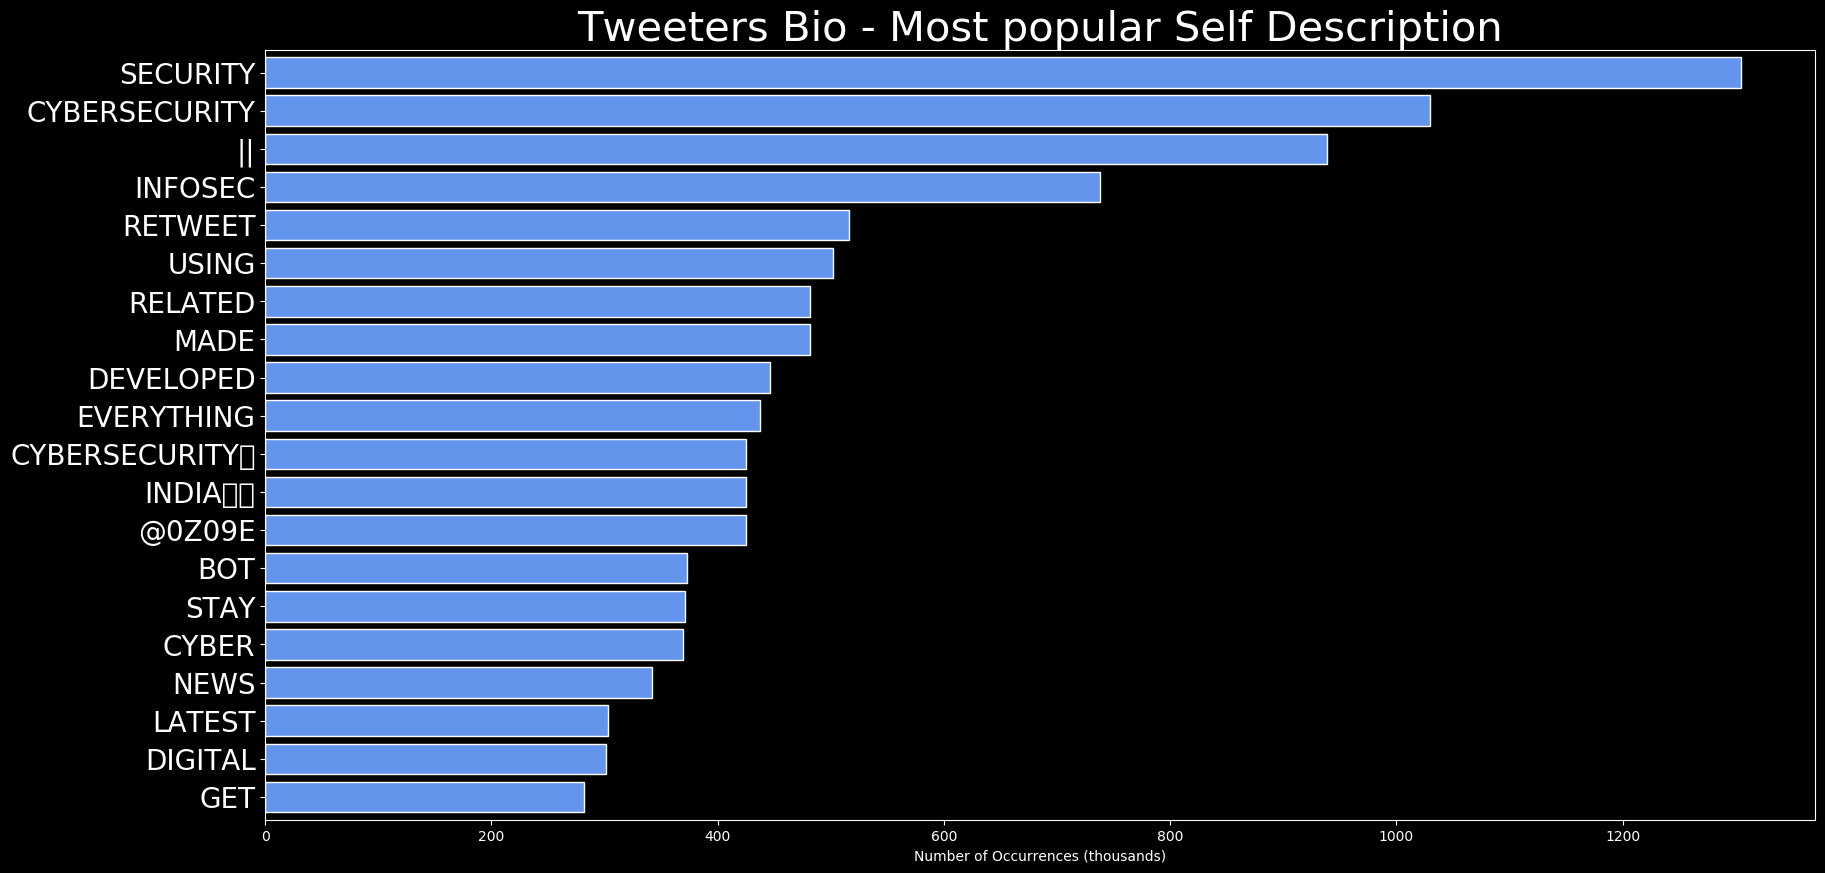 Tweeters Bio - Most popular Self Description
SECURITY
CYBERSECURITY
||
INFOSEC
RETWEET
USING
RELATED
MADE
DEVELOPED
EVERYTHING
CYBERSECURITY▯
INDIA▯▯
@0Z09E
BOT
STAY
CYBER
NEWS
LATEST
DIGITAL
GET
0 200 400 600 800 1000 1200
Number of Occurrences (thousands)